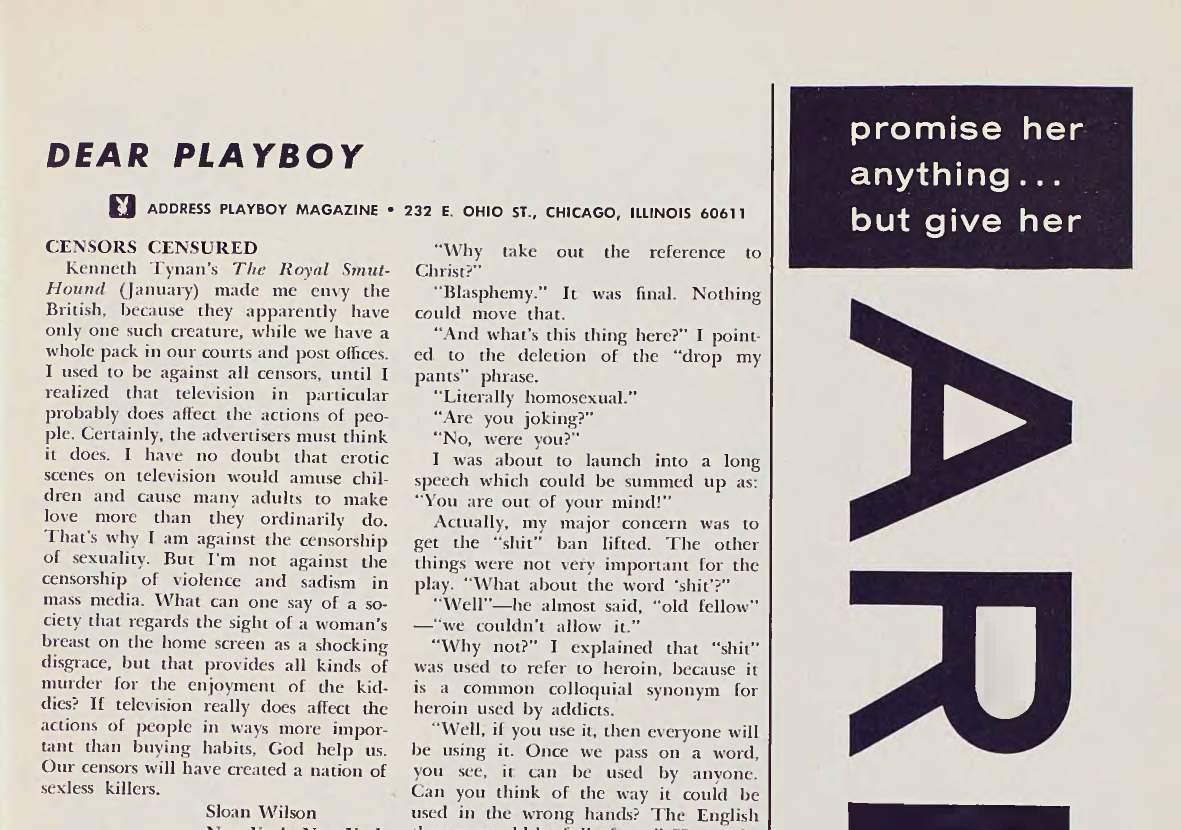 DEAR PLAYBOY
ADDRESS PLAYBOY MAGAZINE • 232 E. OHIO ST., CHICAGO, ILLINOIS 60611
CENSORS CENSURED
Kenneth Tynan's The Royal Smut-
Hound (January) made me envy the
British, because they apparently have
only one such creature, while we have a
whole pack in our courts and post offices.
I used to be against all censors, until I
realized that television in particular
probably does affect the actions of peo-
ple. Certainly, the advertisers must think
it does. I have no doubt that erotic
scenes on television would amuse chil-
dren and cause many adults to make
love more than they ordinarily do.
That's why I am against the censorship
of sexuality. But I'm not against the
censorship of violence and sadism in
mass media. What can one say of a so-
ciety that regards the sight of a woman's
breast on the home screen as a shocking
disgrace, but that provides all kinds of
murder for the enjoyment of the kid-
dies? If television really does affect the
actions of people in ways more impor-
tant than buying habits, God help us.
Our censors will have created a nation of
sexless killers.
Sloan Wilson
"Why take out the reference to
Christ?"
"Blasphemy." It was final. Nothing
could move that.
"And what's this thing here?" I point-
ed to the deletion of the "drop my
pants" phrase.
"Literally homosexual."
"Are you joking?"
"No, were you?"
I was about to launch into a long
speech which could be summed up as:
"You are out of your mind!"
Actually, my major concern was to
get the "shit" ban lifted. The other
things were not very important for the
play. "What about the word 'shit'?"
"Well"—he almost said, "old fellow"
—"we couldn't allow it."
"Why not?" I explained that "shit"
was used to refer to heroin, because it
is a common colloquial synonym for
heroin used by addicts.
"Well, if you use it, then everyone will
be using it. Once we pass on a word,
you see, it can be used by anyone.
Can you think of the way it could be
used in the wrong hands? The English
promise her
anything...
but give her
AR